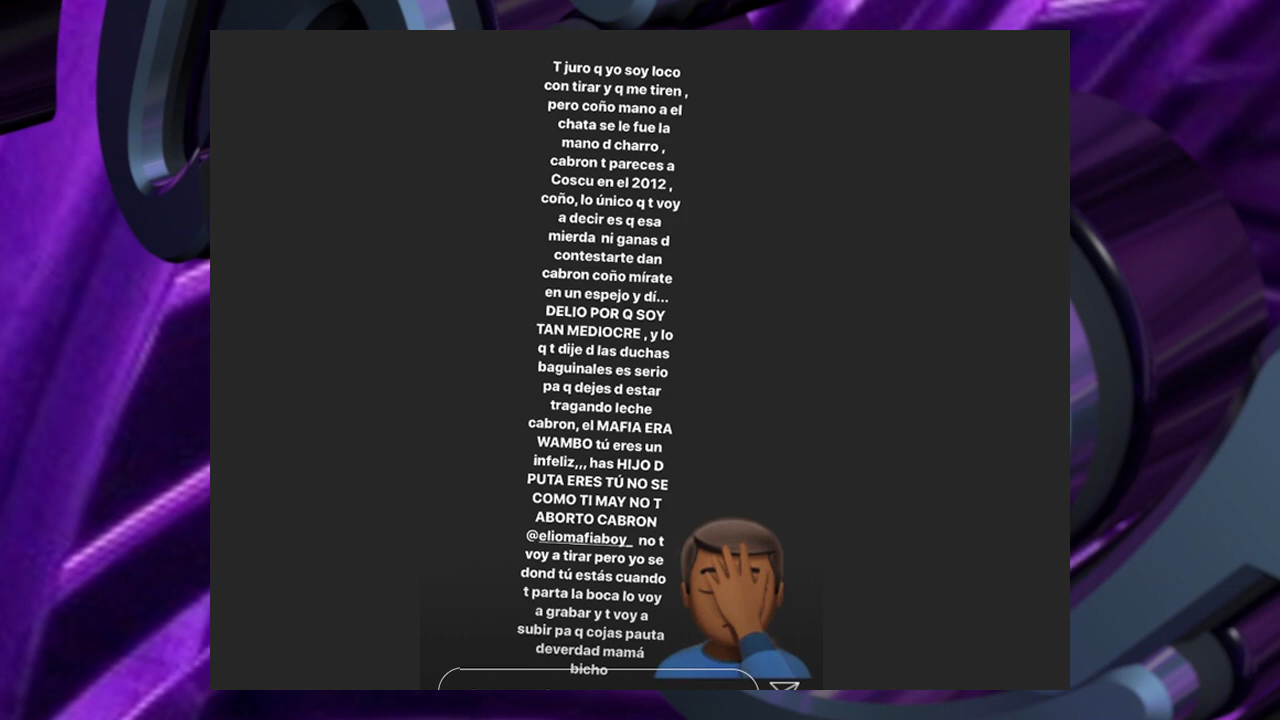 T juro q yo soy loco
con tirar y q me tiren ,
pero coño mano a el
chata se le fue la
mano d charro ,
cabron t pareces a
Coscu en el 2012 ,
coño, lo único q t voy
a decir es q esa
mierda ni ganas d
contestarte dan
cabron coño mírate
en un espejo y dí...
DELIO POR Q SOY
TAN MEDIOCRE , y lo
q t dije d las duchas
baguinales es serio
pa q dejes d estar
tragando leche
cabron, el MAFIA ERA
WAMBO tú eres un
infeliz,,, has HIJO D
PUTA ERES TÚ NO SE
COMO TI MAY NO T
ABORTO CABRON
@eliomafiaboy_ no t
voy a tirar pero yo se
dond tú estás cuando
t parta la boca lo voy
a grabar y t voy a
subir pa q cojas pauta
deverdad mamá
bicho